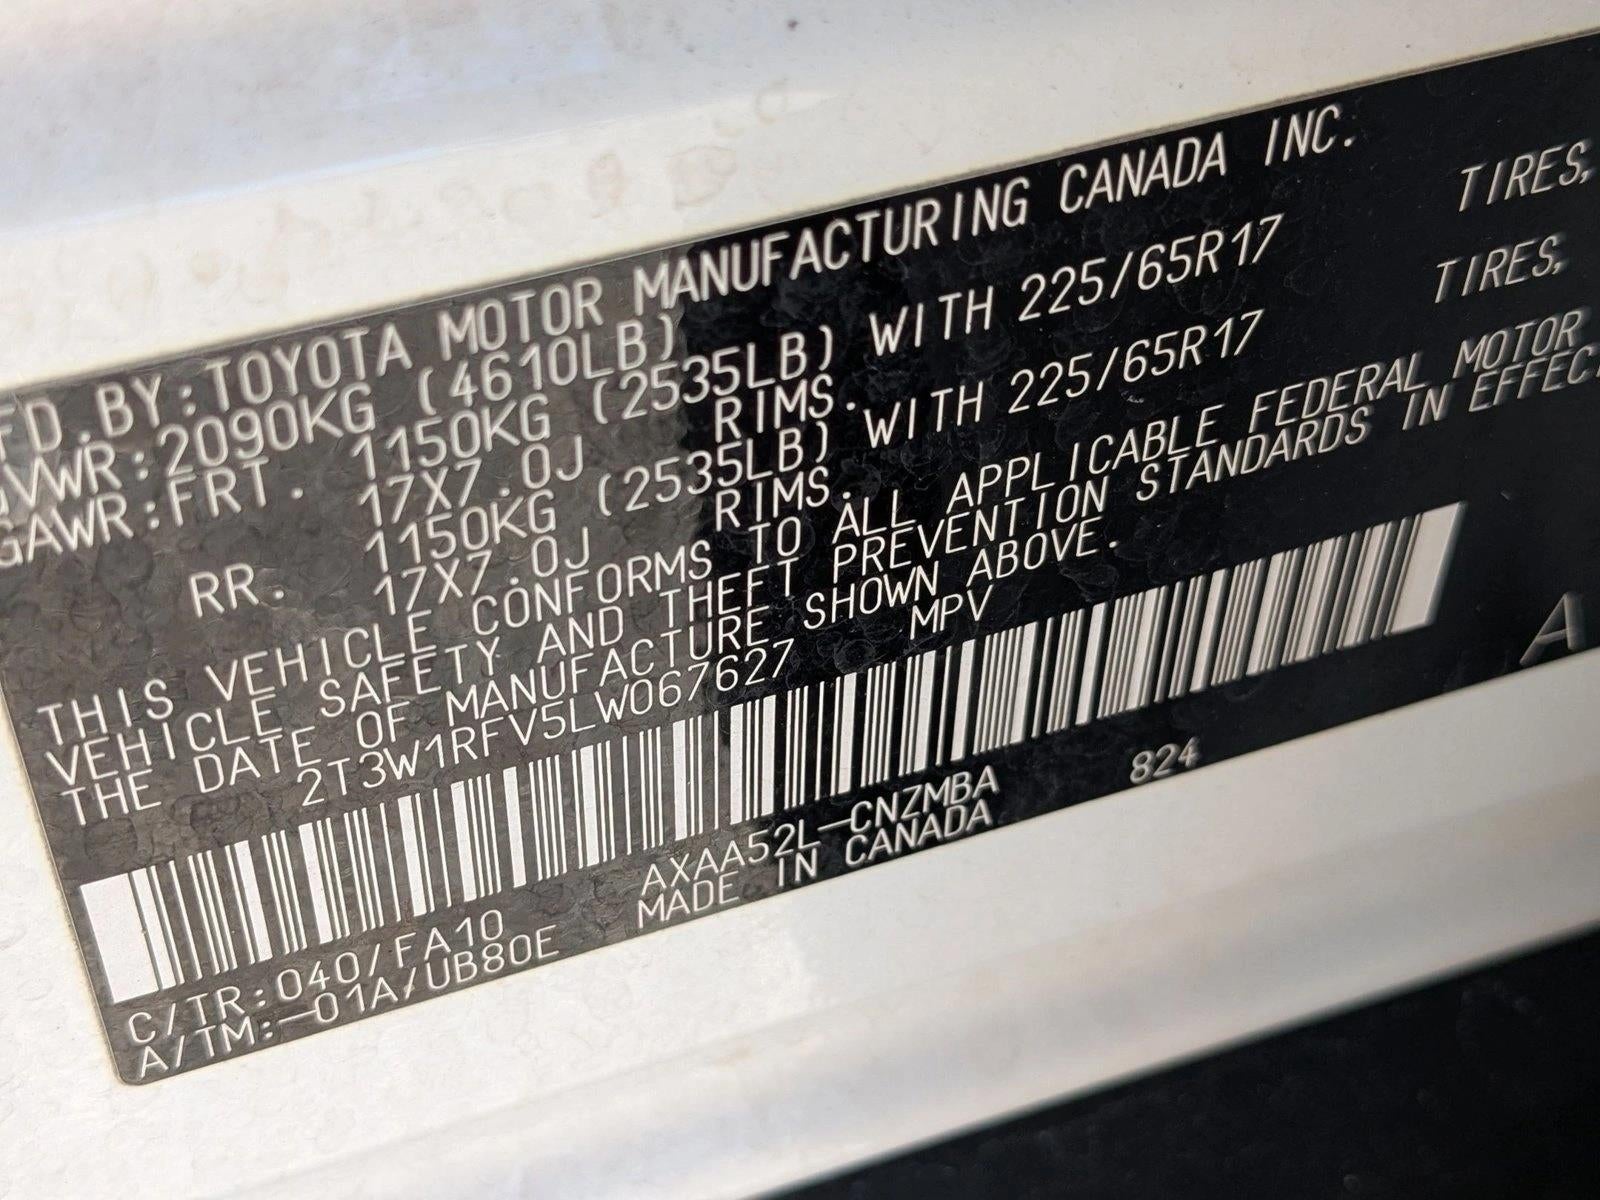 FD.BY:TOYOTA MOTOR MANUFACTURING CANADA INC.
GVWR:2090KG (4610LB)
GAWR:FRT. 1150KG (2535LB) WITH 225/65R17 TIRES,
17X7.0J RIMS.
RR. 1150KG (2535LB) WITH 225/65R17 TIRES,
17X7.0J RIMS.
THIS VEHICLE CONFORMS TO ALL APPLICABLE FEDERAL MOTOR
VEHICLE SAFETY AND THEFT PREVENTION STANDARDS IN EFFEC
THE DATE OF MANUFACTURE SHOWN ABOVE.
2T3W1RFV5LW067627 MPV
A
C/TR:040/FA10 AXAA52L-CNZMBA 824
A/TM:-01A/UB80E MADE IN CANADA